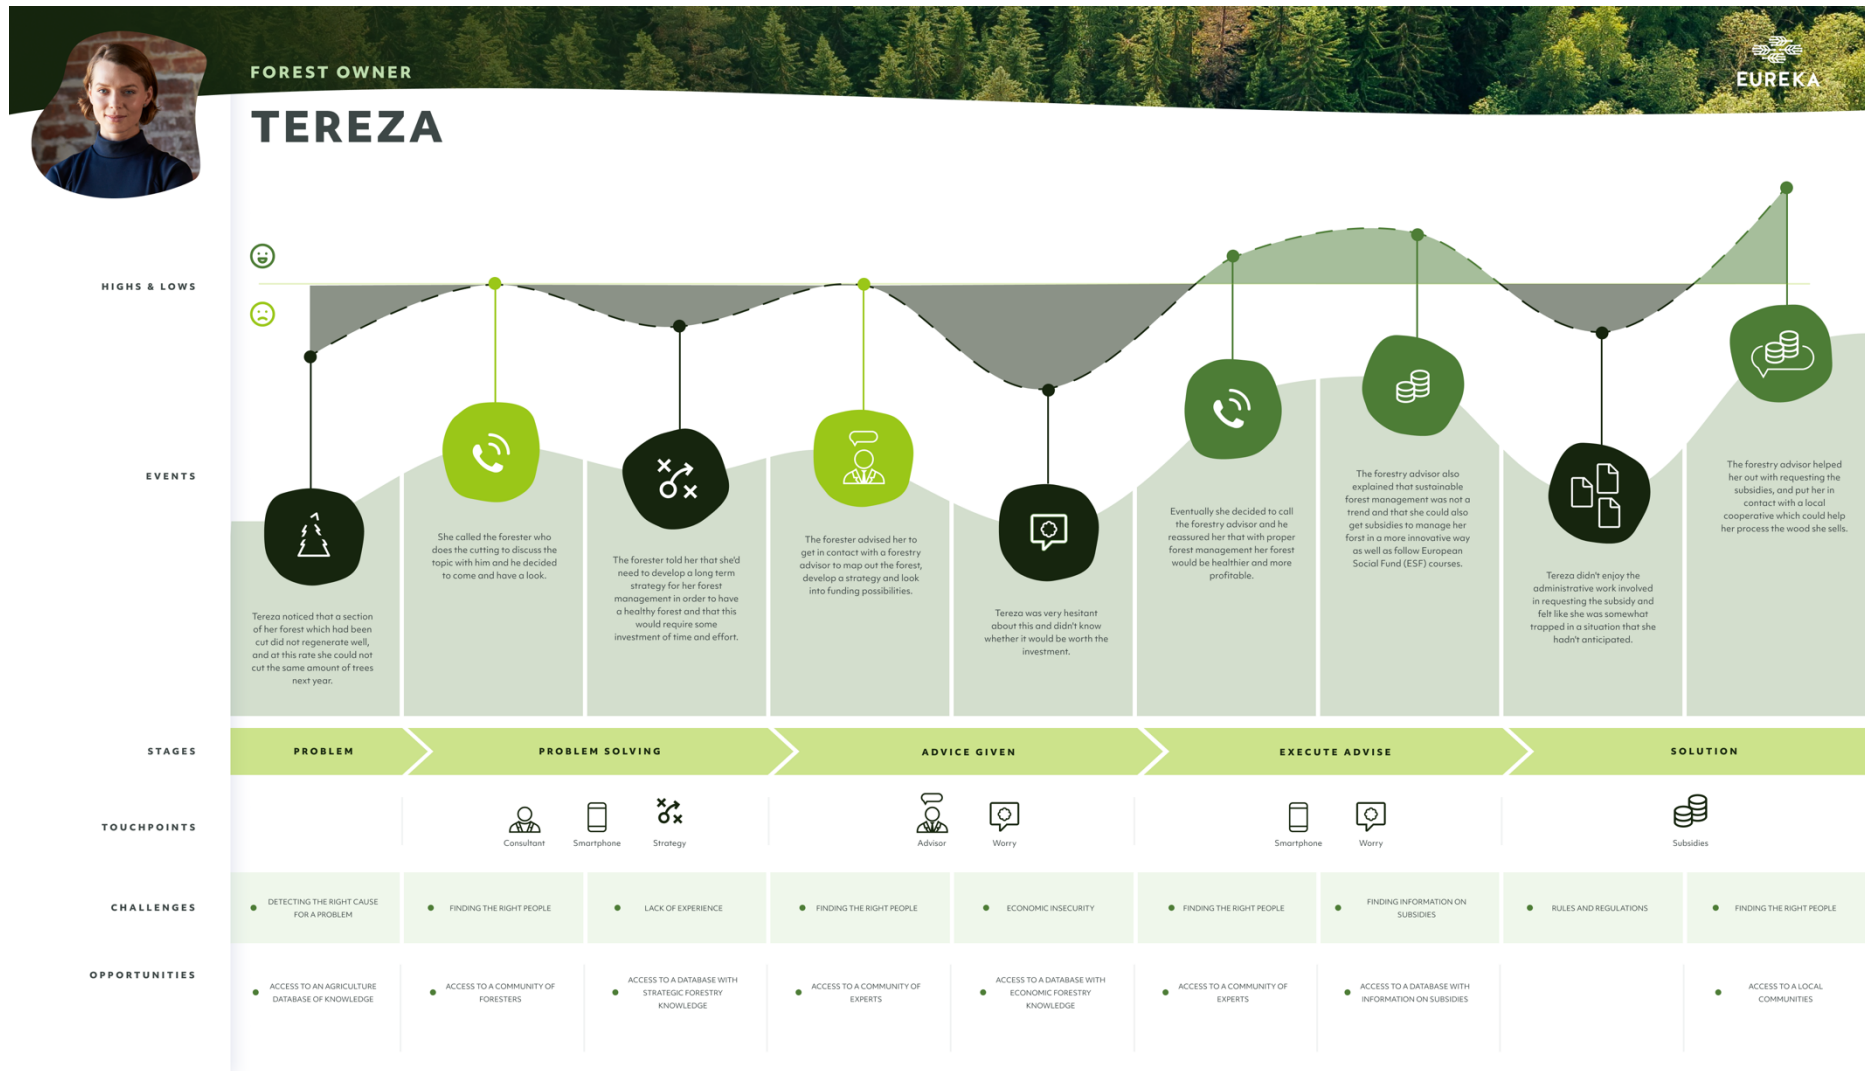 FOREST OWNER
TEREZA
EUREKA
HIGHS & LOWS
EVENTS
Tereza noticed that a section
of her forest which had been
cut did not regenerate well,
and at this rate she could not
cut the same amount of trees
next year.
She called the forester who
does the cutting to discuss the
topic with him and he decided
to come and have a look.
The forester told her that she'd
need to develop a long term
strategy for her forest
management in order to have
a healthy forest and that this
would require some
investment of time and effort.
The forester advised her to
get in contact with a forestry
advisor to map out the forest,
develop a strategy and look
into funding possibilities.
Tereza was very hesitant
about this and didn't know
whether it would be worth the
investment.
Eventually she decided to call
the forestry advisor and he
reassured her that with proper
forest management her forest
would be healthier and more
profitable.
The forestry advisor also
explained that sustainable
forest management was not a
trend and that she could also
get subsidies to manage her
forst in a more innovative way
as well as follow European
Social Fund (ESF) courses.
Tereza didn't enjoy the
administrative work involved
in requesting the subsidy and
felt like she was somewhat
trapped in a situation that she
hadn't anticipated.
The forestry advisor helped
her out with requesting the
subsidies, and put her in
contact with a local
cooperative which could help
her process the wood she sells.
STAGES
PROBLEM
PROBLEM SOLVING
ADVICE GIVEN
EXECUTE ADVISE
SOLUTION
TOUCHPOINTS
Consultant
Smartphone
Strategy
Advisor
Worry
Smartphone
Worry
Subsidies
CHALLENGES
DETECTING THE RIGHT CAUSE
FOR A PROBLEM
FINDING THE RIGHT PEOPLE
LACK OF EXPERIENCE
FINDING THE RIGHT PEOPLE
ECONOMIC INSECURITY
FINDING THE RIGHT PEOPLE
FINDING INFORMATION ON
SUBSIDIES
RULES AND REGULATIONS
FINDING THE RIGHT PEOPLE
OPPORTUNITIES
ACCESS TO AN AGRICULTURE
DATABASE OF KNOWLEDGE
ACCESS TO A COMMUNITY OF
FORESTERS
ACCESS TO A DATABASE WITH
STRATEGIC FORESTRY
KNOWLEDGE
ACCESS TO A COMMUNITY OF
EXPERTS
ACCESS TO A DATABASE WITH
ECONOMIC FORESTRY
KNOWLEDGE
ACCESS TO A COMMUNITY OF
EXPERTS
ACCESS TO A DATABASE WITH
INFORMATION ON SUBSIDIES
ACCESS TO A LOCAL
COMMUNITIES